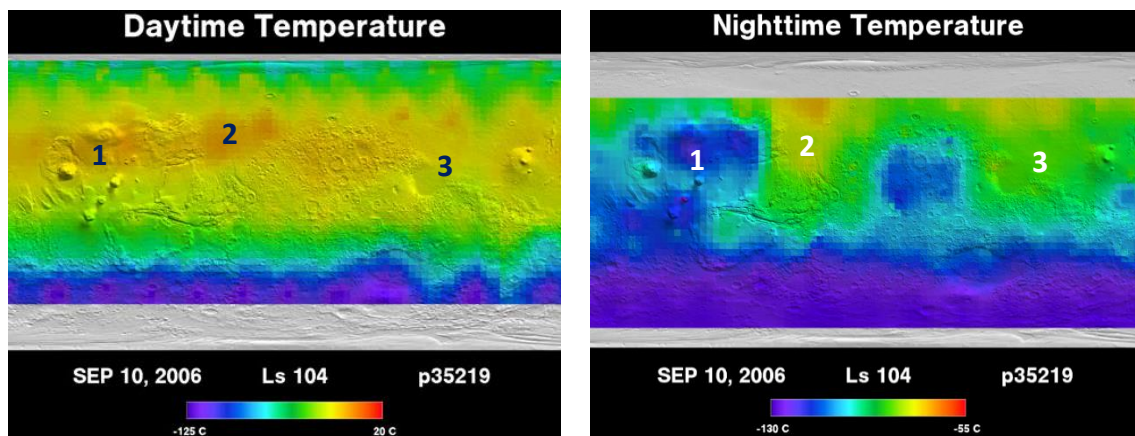 Daytime Temperature
1
2
3
SEP 10, 2006 Ls 104 p35219
-125 C 20 C
Nighttime Temperature
1
2
3
SEP 10, 2006 Ls 104 p35219
-130 C -55 C